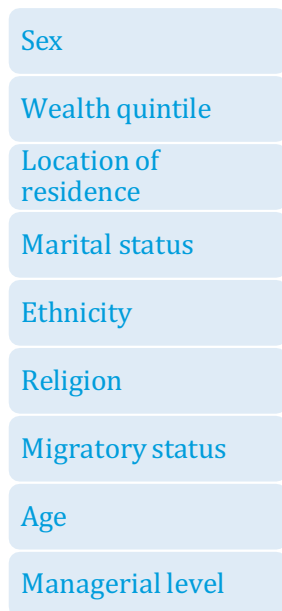 Sex
Wealth quintile
Location of
residence
Marital status
Ethnicity
Religion
Migratory status
Age
Managerial level